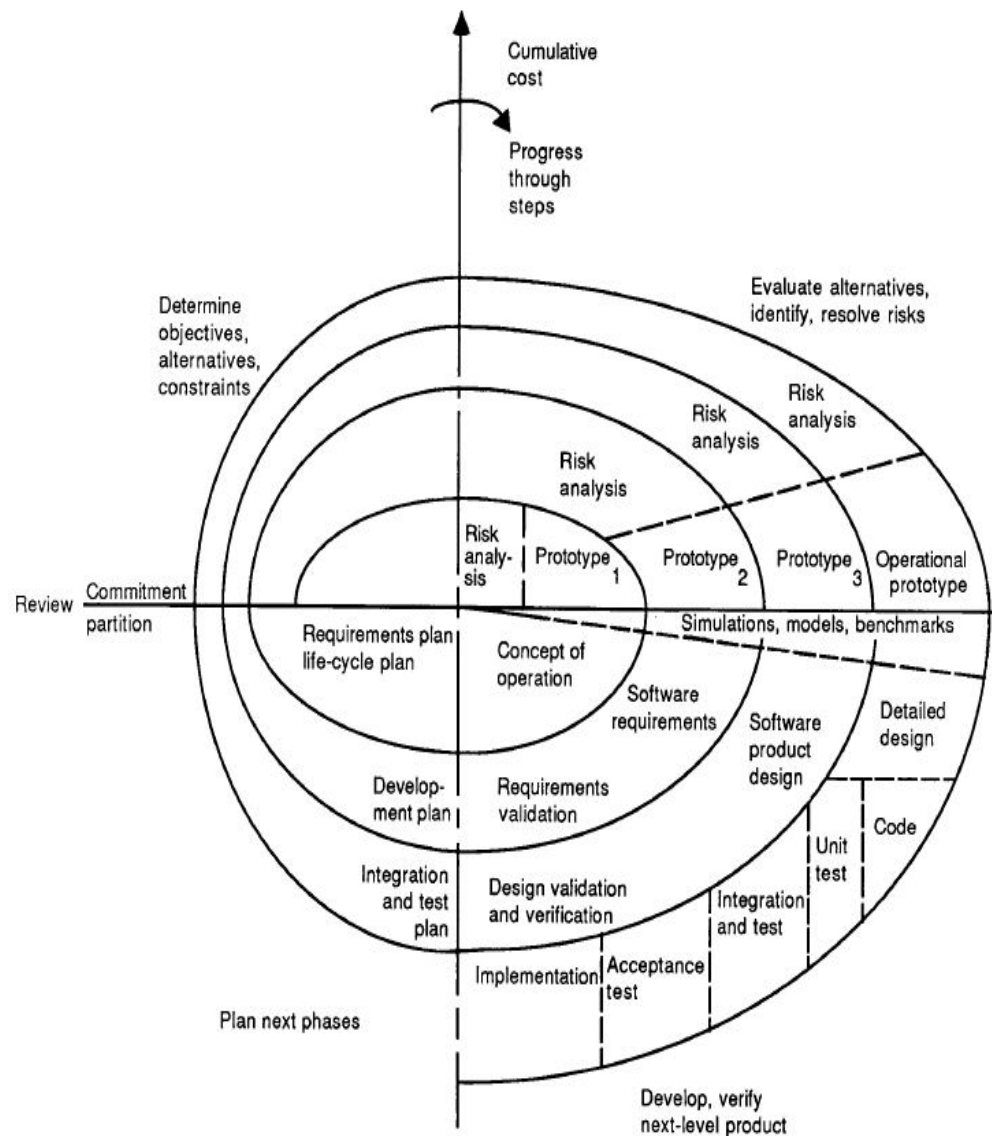 Cumulative
cost
Progress
through
steps
Evaluate alternatives,
identify, resolve risks
Determine
objectives,
alternatives,
constraints
Risk
analysis
Risk
analysis
Risk
analysis
Risk
analy-
sis
Prototype 1
Prototype 2
Prototype 3
Operational
prototype
Review
Commitment
partition
Simulations, models, benchmarks
Requirements plan
life-cycle plan
Concept of
operation
Software
requirements
Software
product
design
Detailed
design
Develop-
ment plan
Requirements
validation
Code
Unit
test
Integration
and test
plan
Design validation
and verification
Integration
and test
Acceptance
test
Implementation
Plan next phases
Develop, verify
next-level product